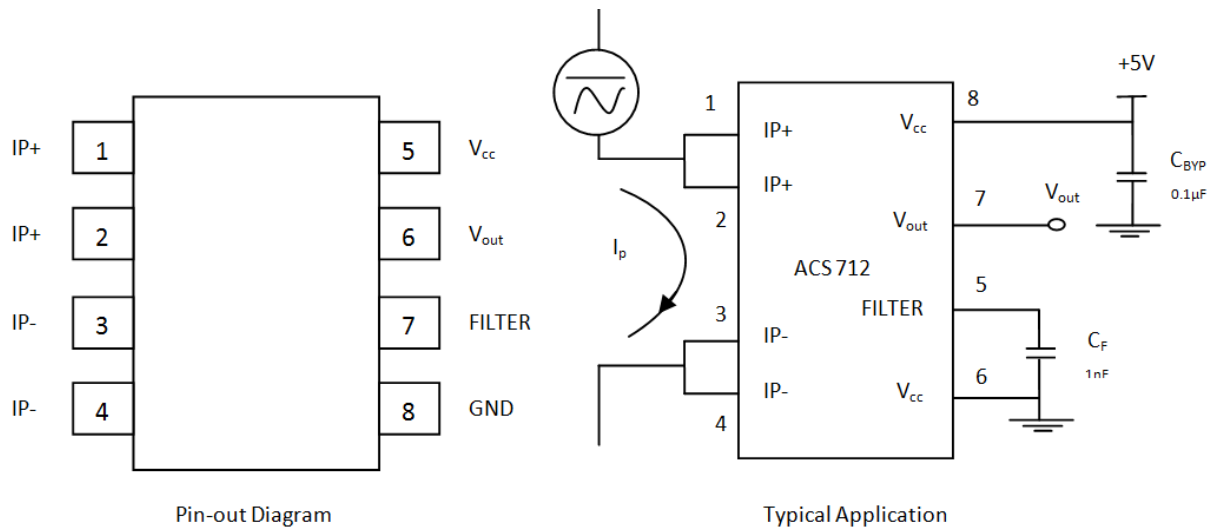 IP+ 1 5 Vcc
IP+ 2 6 Vout
IP- 3 7 FILTER
IP- 4 8 GND
Pin-out Diagram
+5V
1 8
IP+ Vcc
IP+
CBYP
0.1µF
2 7 Vout
Vout
Ip
ACS 712
3 5
FILTER
IP-
CF
1nF
IP- Vcc 6
4
Typical Application